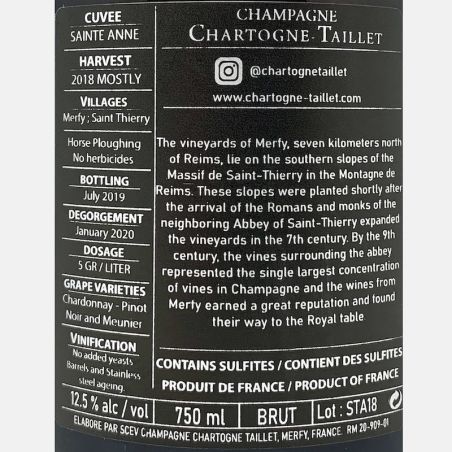 CUVEE
SAINTE ANNE
HARVEST
2018 MOSTLY
VILLAGES
Merfy ; Saint Thierry
Horse Ploughing
No herbicides
BOTTLING
July 2019
DEGORGEMENT
January 2020
DOSAGE
5 GR / LITER
GRAPE VARIETIES
Chardonnay - Pinot
Noir and Meunier
VINIFICATION
No added yeasts
Barrels and Stainless
steel ageing.
CHAMPAGNE
CHARTOGNE-TAILLET
@chartognetaillet
www.chartogne-taillet.com
The vineyards of Merfy, seven kilometers north
of Reims, lie on the southern slopes of the
Massif de Saint-Thierry in the Montagne de
Reims. These slopes were planted shortly after
the arrival of the Romans and monks of the
neighboring Abbey of Saint-Thierry expanded
the vineyards in the 7th century. By the 9th
century, the vines surrounding the abbey
represented the single largest concentration
of vines in Champagne and the wines from
Merfy earned a great reputation and found
their way to the Royal table.
CONTAINS SULFITES / CONTIENT DES SULFITES
PRODUIT DE FRANCE / PRODUCT OF FRANCE
12.5 % alc / vol 750 ml BRUT Lot : STA18
ELABORE PAR SCEV CHAMPAGNE CHARTOGNE TAILLET, MERFY, FRANCE. RM 20-909-01